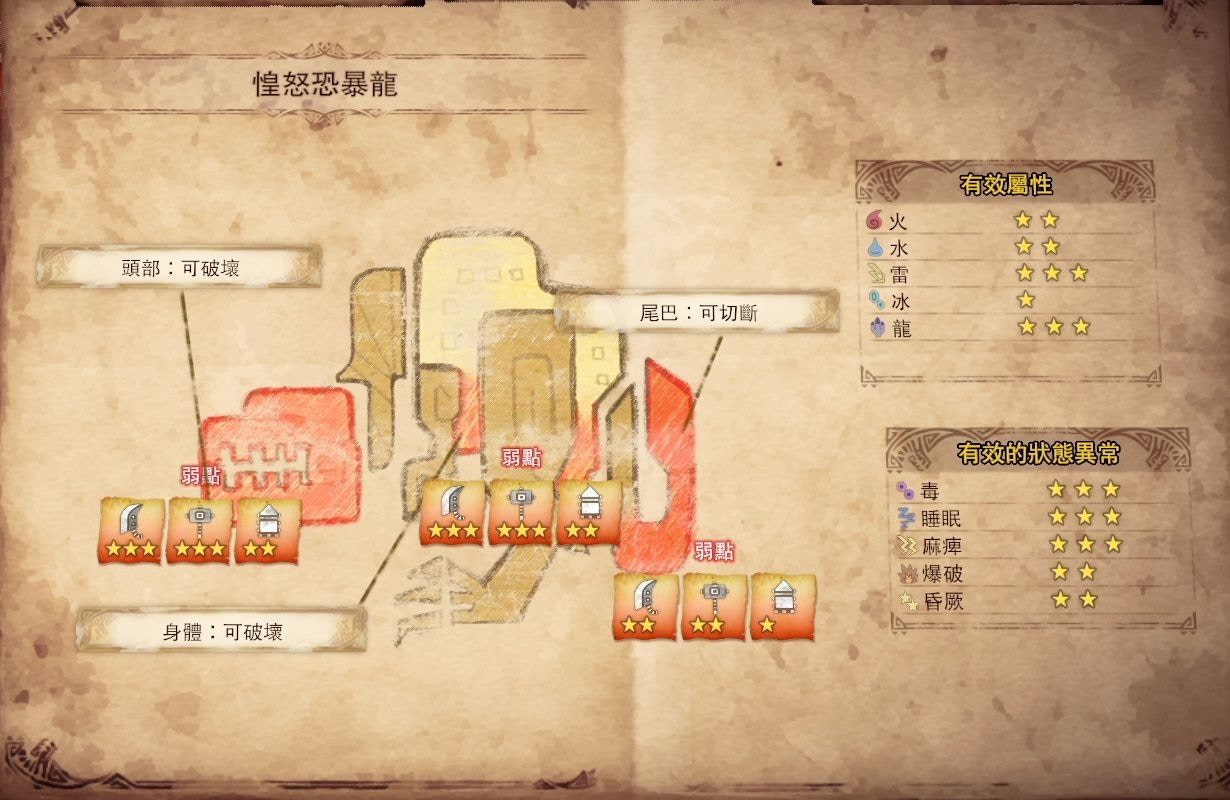 惶怒恐暴龍
頭部：可破壞
尾巴：可切斷
弱點
弱點
弱點
身體：可破壞
有效屬性
火
水
雷
冰
龍
有效的狀態異常
毒
睡眠
麻痺
爆破
昏厥